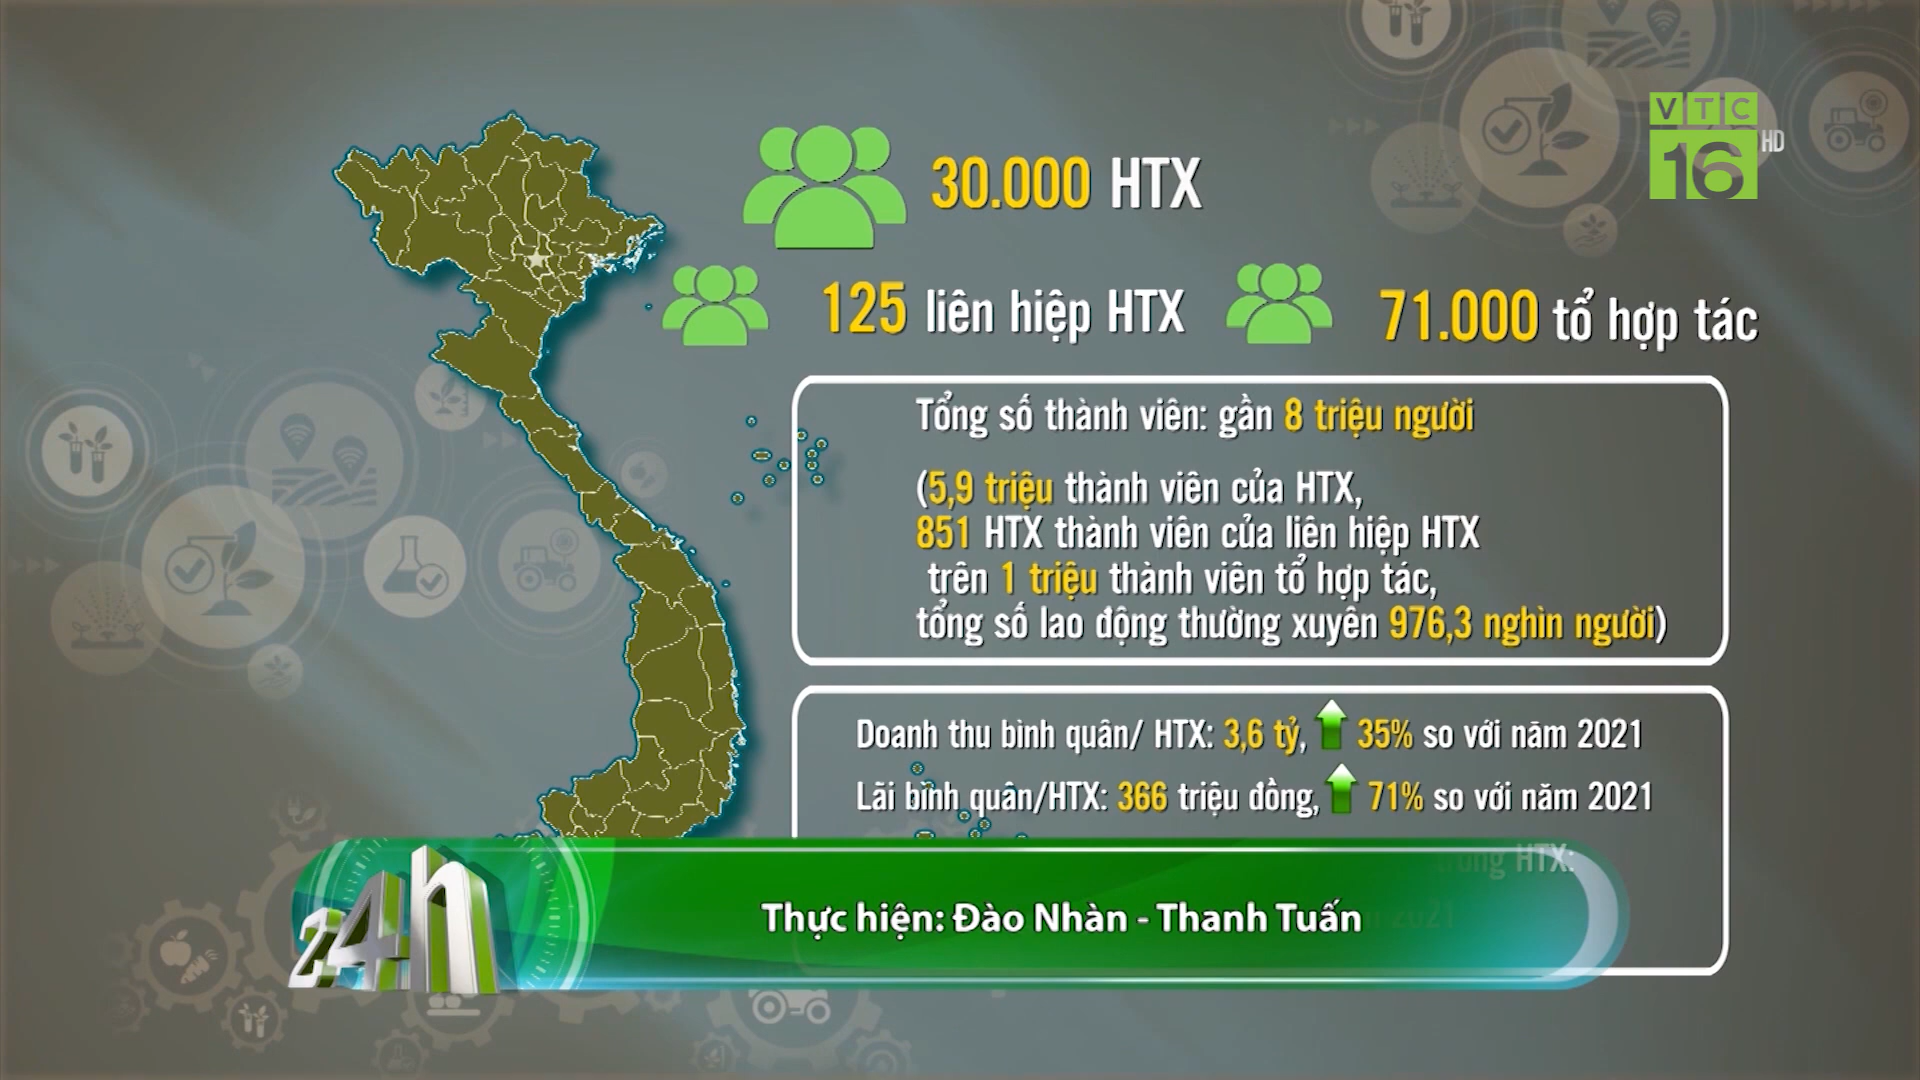 VTC
16 HD
30.000 HTX
125 liên hiệp HTX
71.000 tổ hợp tác
Tổng số thành viên: gần 8 triệu người
(5,9 triệu thành viên của HTX,
851 HTX thành viên của liên hiệp HTX
trên 1 triệu thành viên tổ hợp tác,
tổng số lao động thường xuyên 976,3 nghìn người)
Doanh thu bình quân/ HTX: 3,6 tỷ, 35% so với năm 2021
Lãi bình quân/HTX: 366 triệu đồng, 71% so với năm 2021
trong HTX:
2021
24h
Thực hiện: Đào Nhàn - Thanh Tuấn